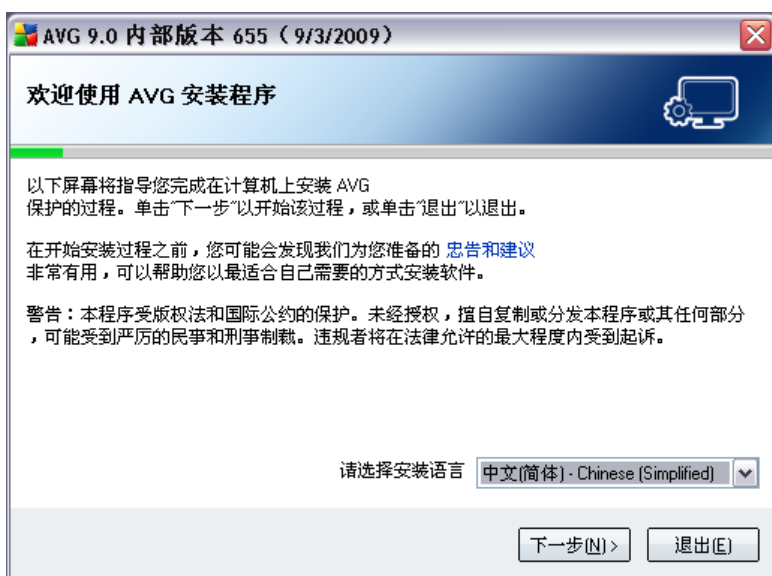 AVG 9.0 内部版本 655（9/3/2009）
欢迎使用 AVG 安装程序
以下屏幕将指导您完成在计算机上安装 AVG
保护的过程。单击“下一步”以开始该过程，或单击“退出”以退出。
在开始安装过程之前，您可能会发现我们为您准备的 忠告和建议
非常有用，可以帮助您以最适合自己需要的方式安装软件。
警告：本程序受版权法和国际公约的保护。未经授权，擅自复制或分发本程序或其任何部分
，可能受到严厉的民事和刑事制裁。违规者将在法律允许的最大程度内受到起诉。
请选择安装语言 中文(简体) - Chinese (Simplified)
下一步(N) > 退出(E)